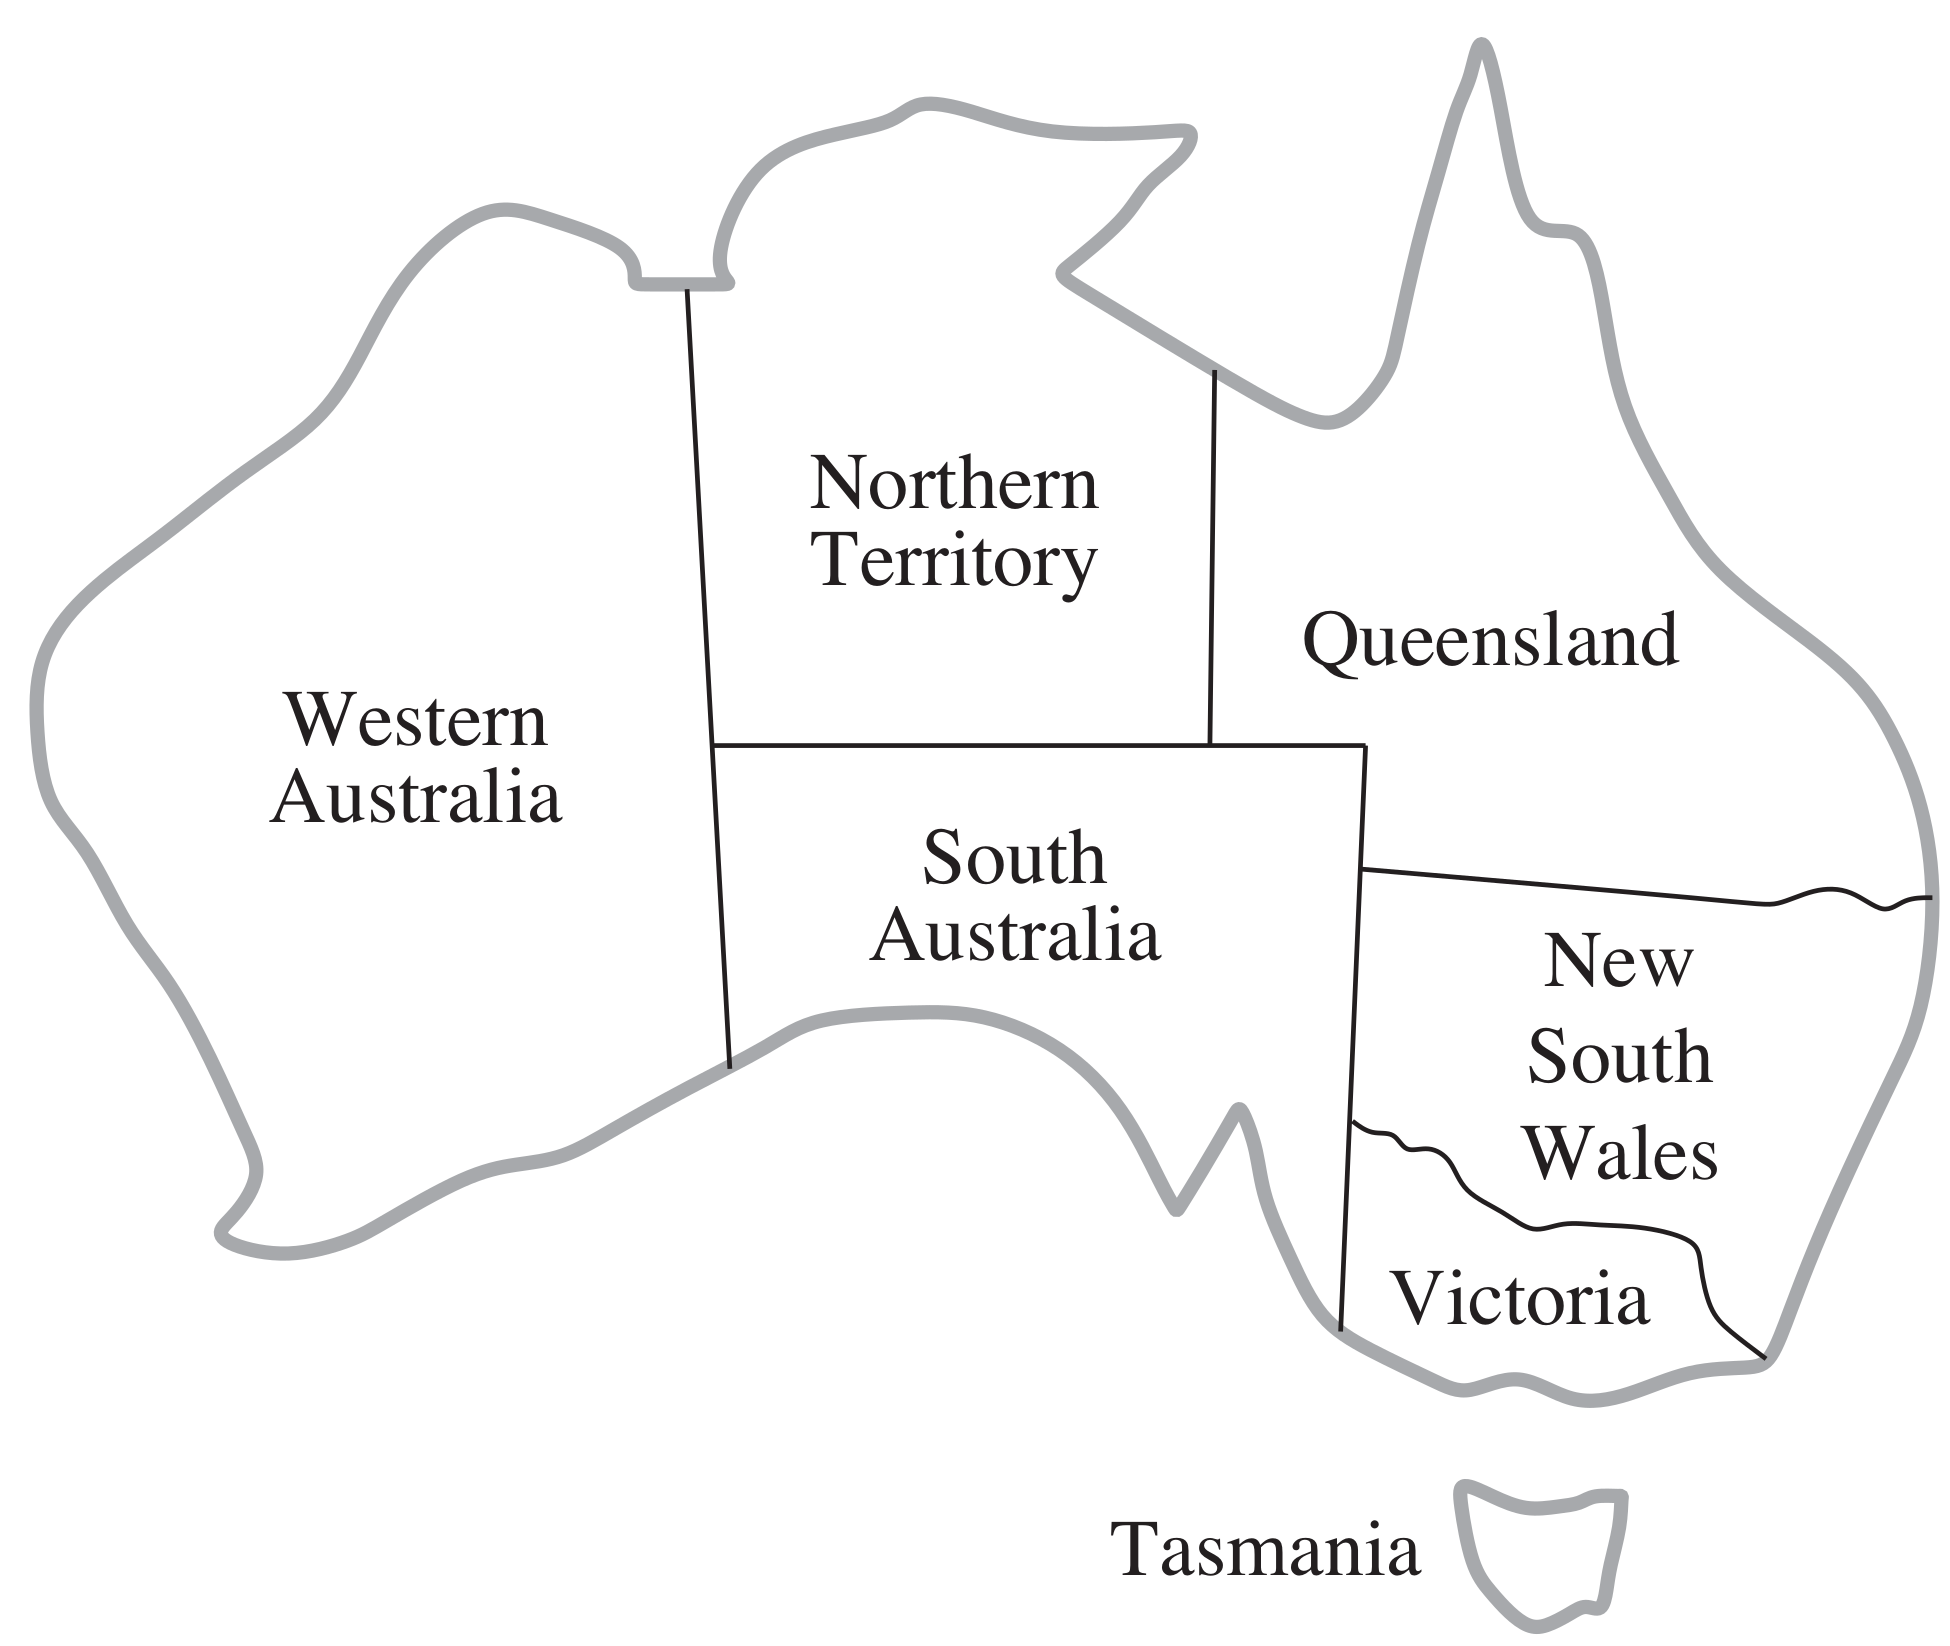 Northern
Territory
Queensland
Western
Australia
South
Australia
New
South
Wales
Victoria
Tasmania